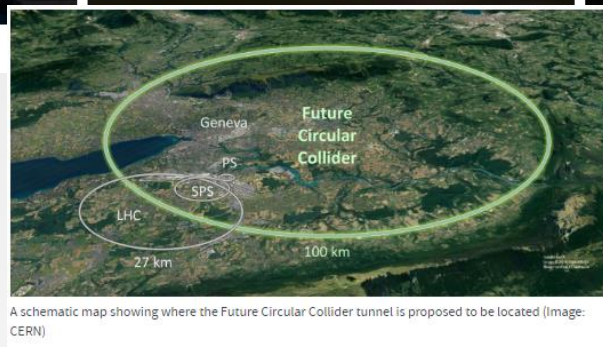 Future
Circular
Collider
Geneva
PS
SPS
LHC
27 km
100 km
A schematic map showing where the Future Circular Collider tunnel is proposed to be located (Image:
CERN)